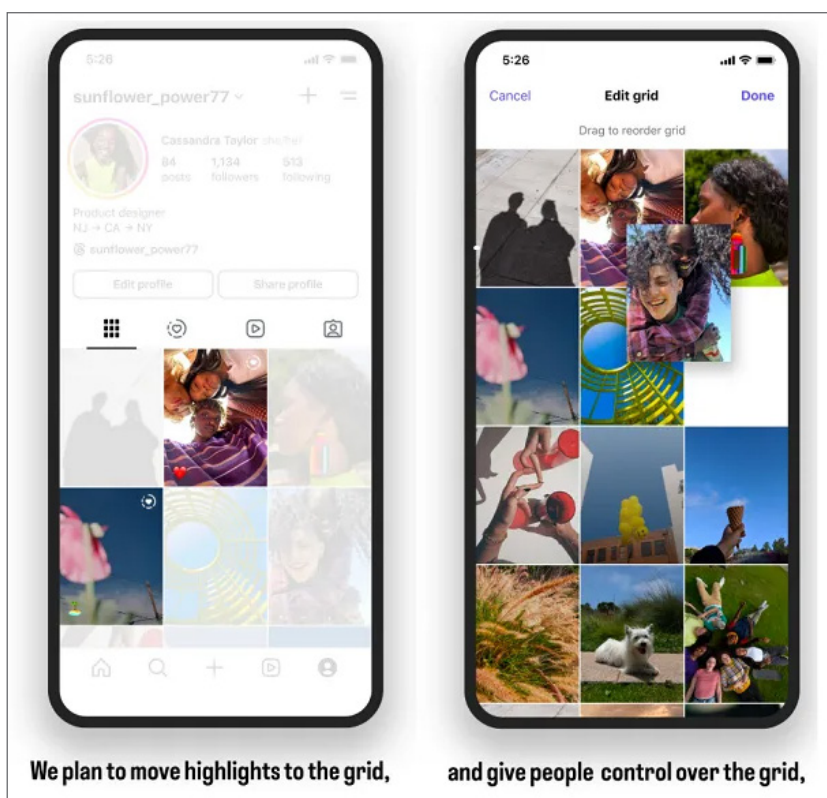 5:26
sunflower_power77
Cassandra Taylor she/her
84 1,134 513
posts followers following
Product designer
NJ → CA → NY
sunflower_power77
Edit profile Share profile
We plan to move highlights to the grid,
5:26
Cancel Edit grid Done
Drag to reorder grid
and give people control over the grid,